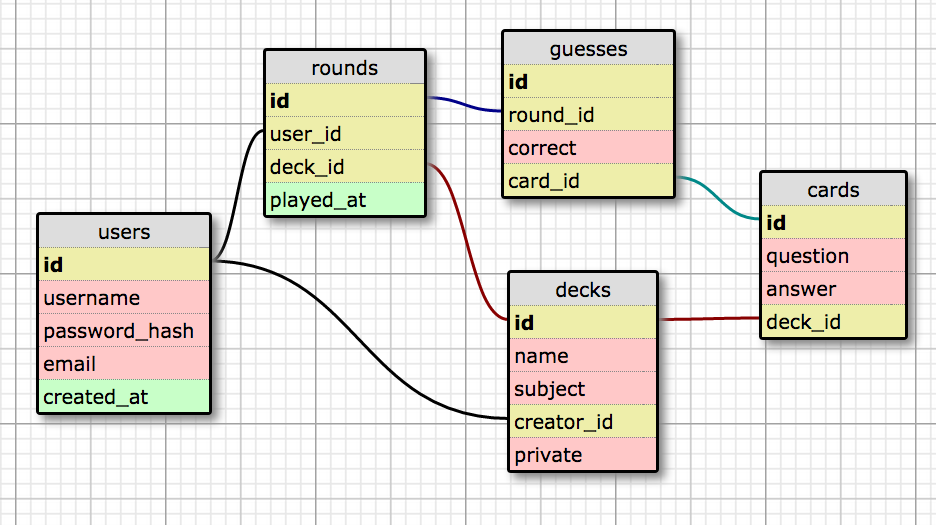 rounds
id
user_id
deck_id
played_at
guesses
id
round_id
correct
card_id
users
id
username
password_hash
email
created_at
decks
id
name
subject
creator_id
private
cards
id
question
answer
deck_id